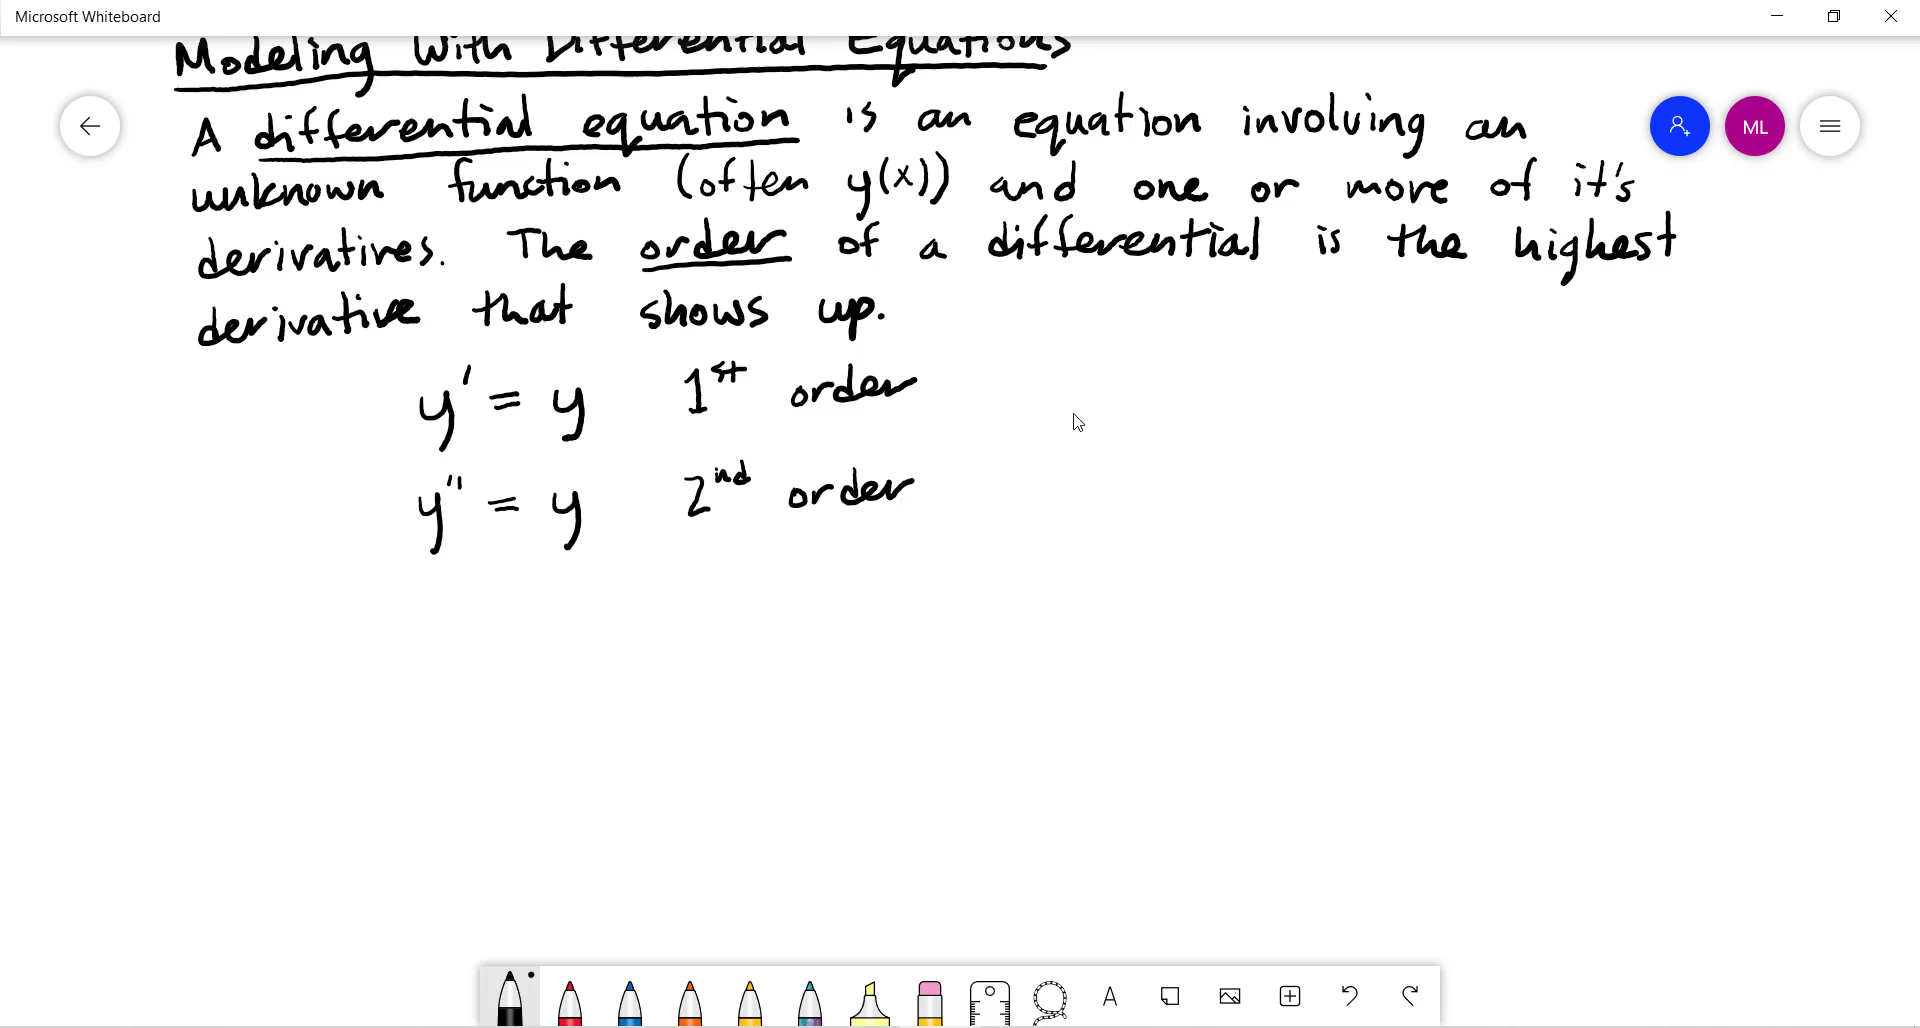 Microsoft Whiteboard
Modeling With Differential Equations
A differential equation is an equation involving an
ML
unknown function (often y(x)) and one or more of it's
derivatives. The order of a differential is the highest
derivative that shows up.
y' = y 1st order
y'' = y 2nd order